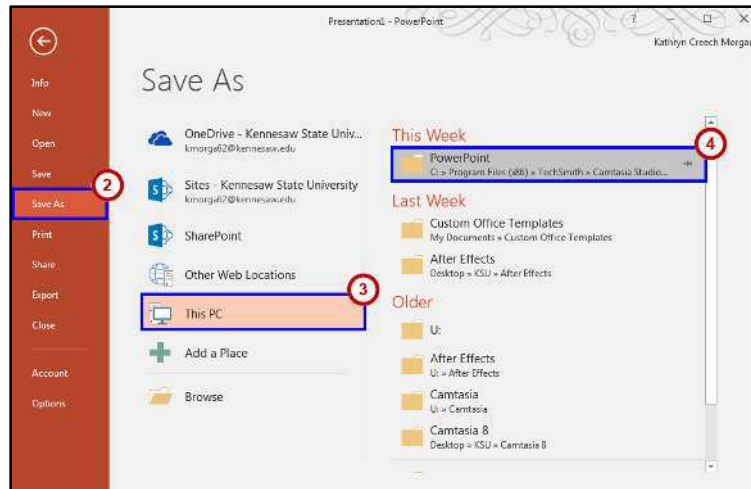 Presentation1 - PowerPoint
?
Kathryn Creech Morgan
Info
New
Open
Save
Save As
Print
Share
Export
Close
Account
Options
2
Save As
OneDrive - Kennesaw State Univ...
kmorga62@kennesaw.edu
Sites - Kennesaw State University
kmorga62@kennesaw.edu
SharePoint
Other Web Locations
3
This PC
Add a Place
Browse
This Week
4
PowerPoint
C: » Program Files (x86) » TechSmith » Camtasia Studio...
Last Week
Custom Office Templates
My Documents » Custom Office Templates
After Effects
Desktop » KSU » After Effects
Older
U:
After Effects
U: » After Effects
Camtasia
U: » Camtasia
Camtasia 8
Desktop » KSU » Camtasia 8